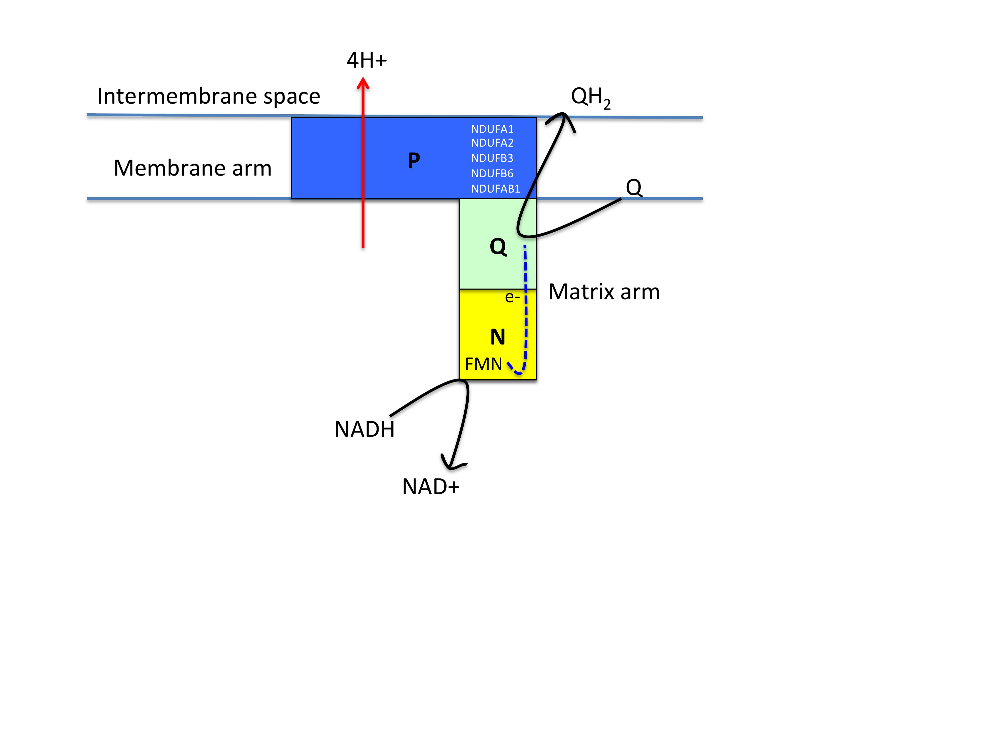 4H+
Intermembrane space
QH2
NDUFA1
NDUFA2
P
NDUFB3
Membrane arm
NDUFB6
NDUFAB1
Q
Q
Matrix arm
e-
N
FMN
NADH
NAD+